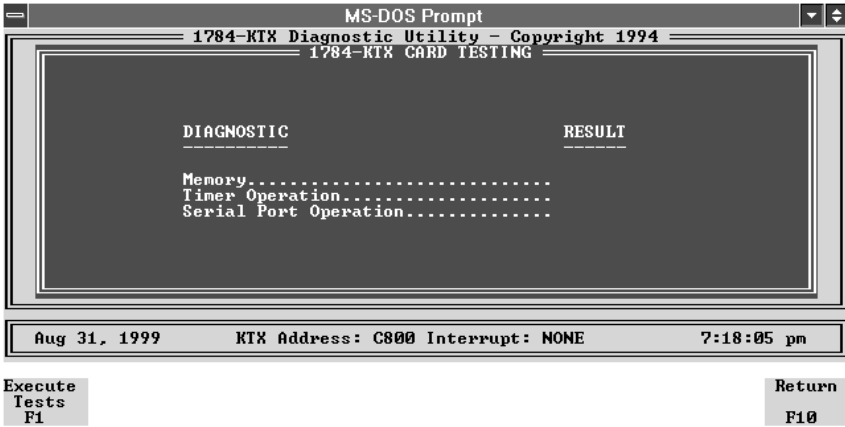 MS-DOS Prompt
1784-KTX Diagnostic Utility - Copyright 1994
1784-KTX CARD TESTING
DIAGNOSTIC RESULT
Memory.............................
Timer Operation....................
Serial Port Operation..............
Aug 31, 1999 KTX Address: C800 Interrupt: NONE 7:18:05 pm
Execute Tests F1
Return F10